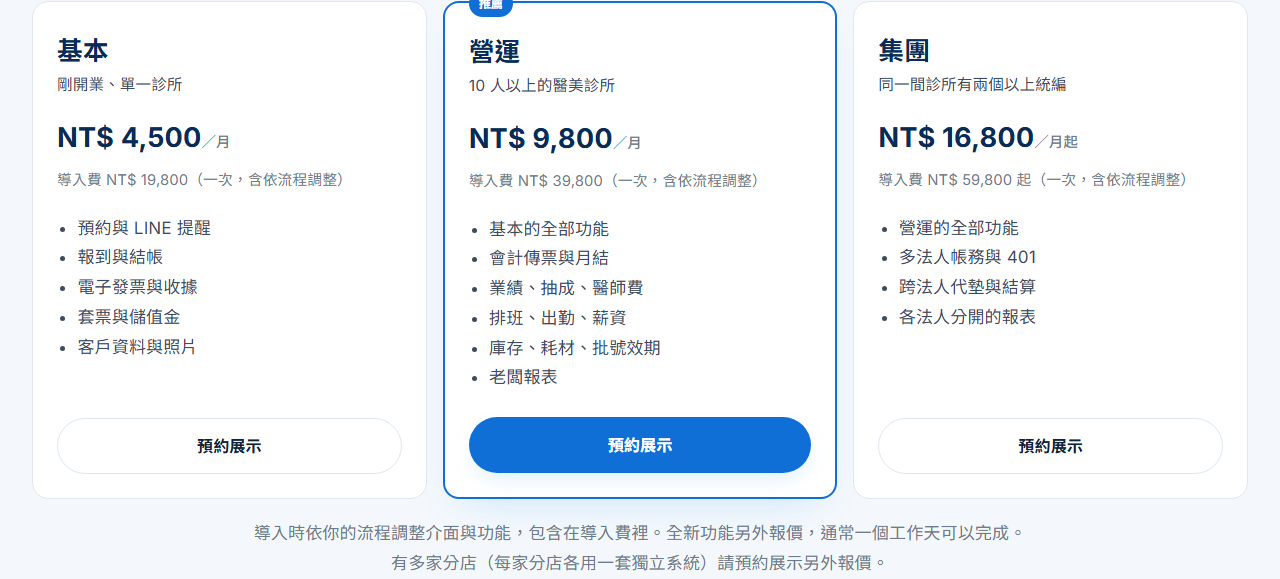 基本
剛開業、單一診所
NT$ 4,500／月
導入費 NT$ 19,800（一次，含依流程調整）
預約與 LINE 提醒
報到與結帳
電子發票與收據
套票與儲值金
客戶資料與照片
預約展示
推薦
營運
10 人以上的醫美診所
NT$ 9,800／月
導入費 NT$ 39,800（一次，含依流程調整）
基本的全部功能
會計傳票與月結
業績、抽成、醫師費
排班、出勤、薪資
庫存、耗材、批號效期
老闆報表
預約展示
集團
同一間診所有兩個以上統編
NT$ 16,800／月起
導入費 NT$ 59,800 起（一次，含依流程調整）
營運的全部功能
多法人帳務與 401
跨法人代墊與結算
各法人分開的報表
預約展示
導入時依你的流程調整介面與功能，包含在導入費裡。全新功能另外報價，通常一個工作天可以完成。
有多家分店（每家分店各用一套獨立系統）請預約展示另外報價。